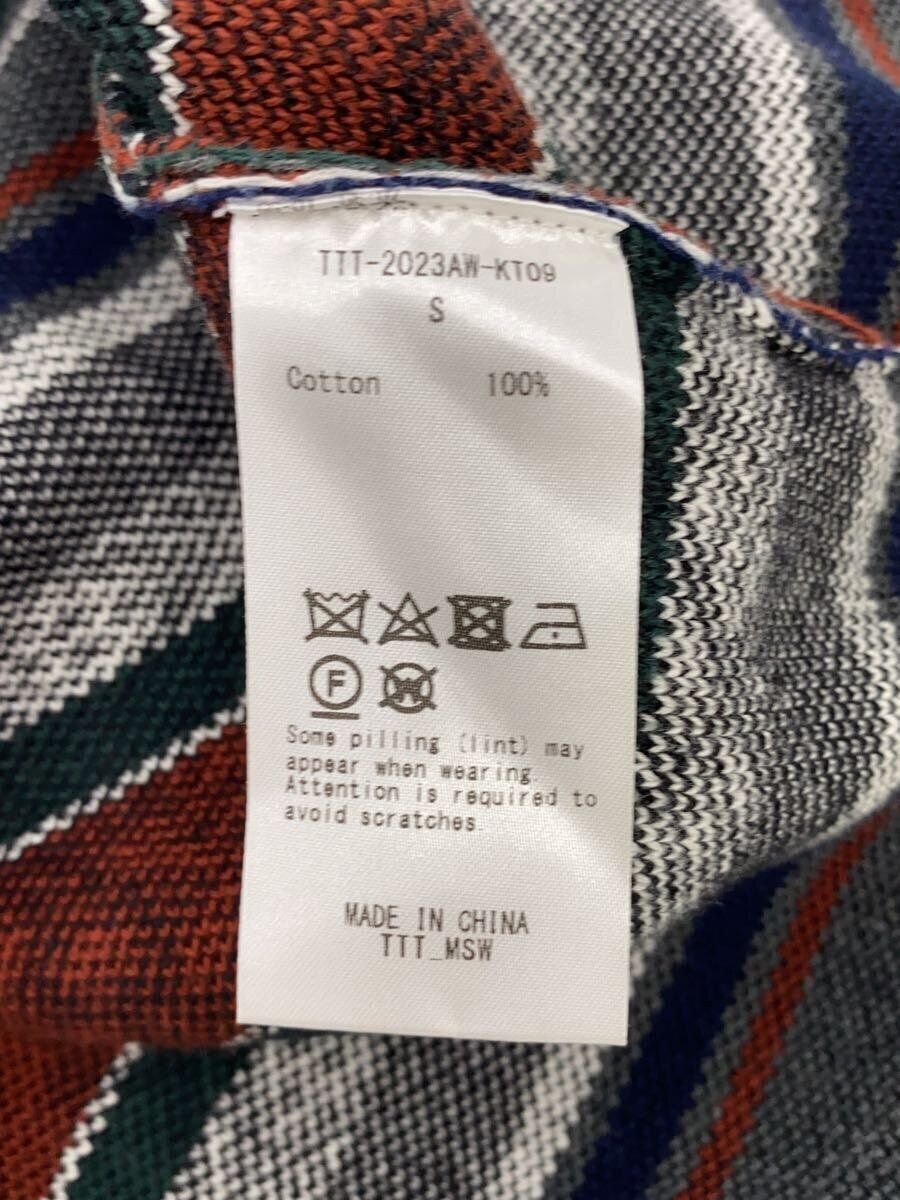 TTT-2023AW-KT09
S
Cotton 100%
F
W
Some pilling (lint) may
appear when wearing.
Attention is required to
avoid scratches.
MADE IN CHINA
TTT_MSW